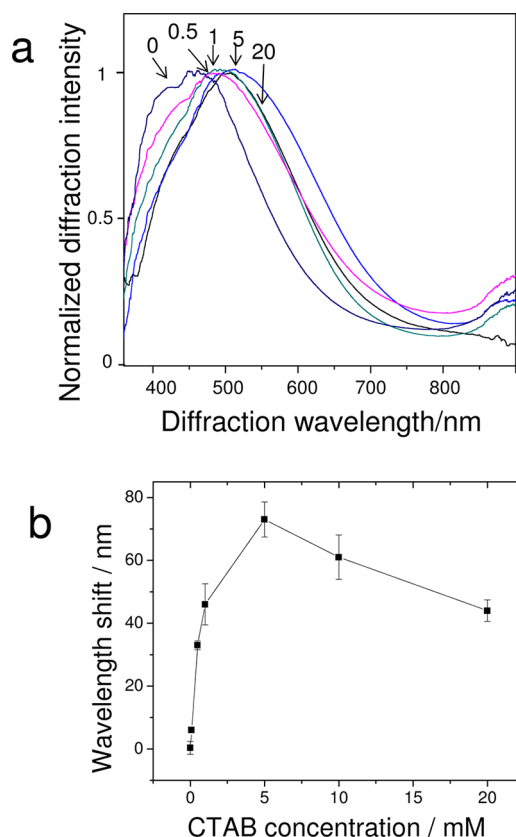 a
0
0.5
1
5
20
Normalized diffraction intensity
1
0.5
0
400 500 600 700 800
Diffraction wavelength/nm
b
Wavelength shift / nm
80
60
40
20
0
0 5 10 15 20
CTAB concentration / mM